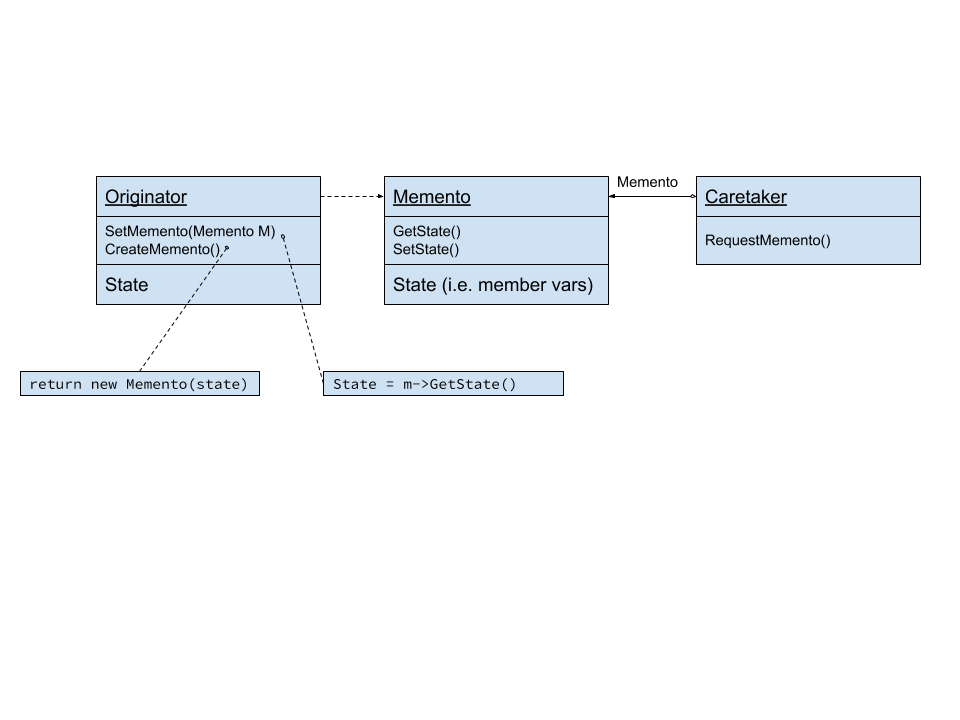 Originator
SetMemento(Memento M)
CreateMemento()
State
Memento
GetState()
SetState()
State (i.e. member vars)
Memento
Caretaker
RequestMemento()
return new Memento(state)
State = m->GetState()